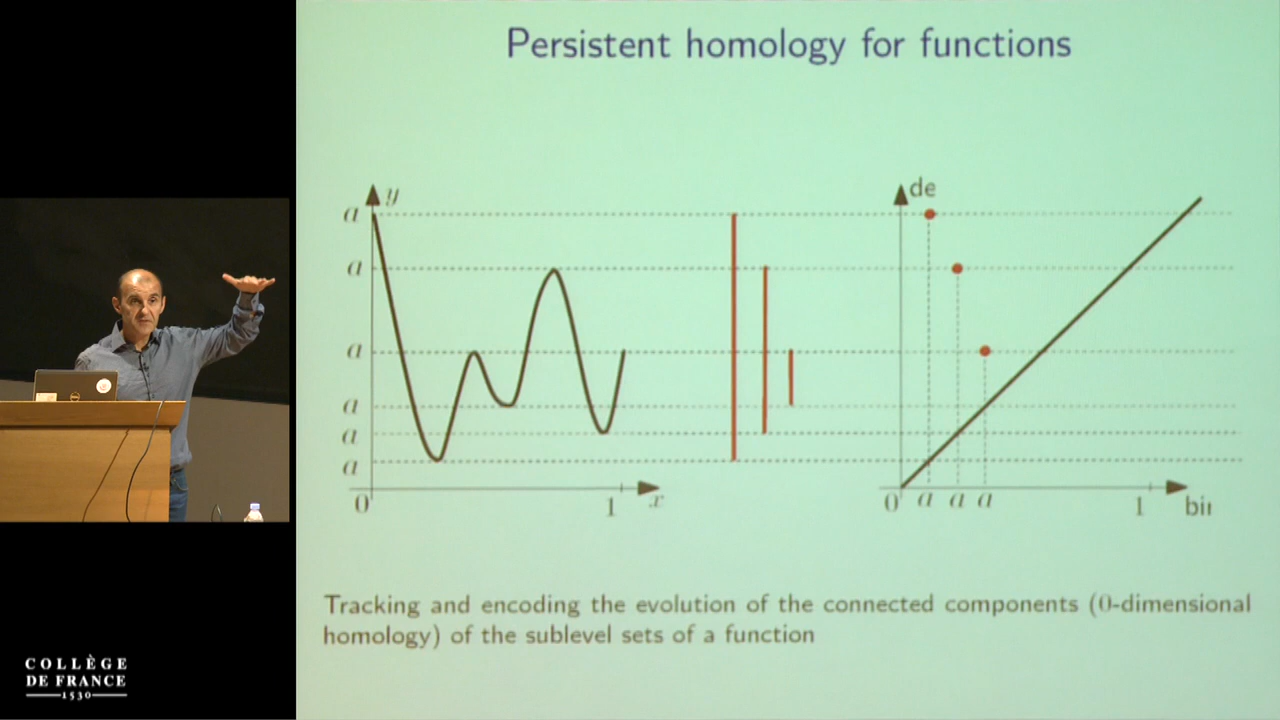 Persistent homology for functions
y
a
a
a
a
a
a
0
1
x
de
0
a
a
a
1
bir
Tracking and encoding the evolution of the connected components (0-dimensional
homology) of the sublevel sets of a function
COLLÈGE
DE FRANCE
1530